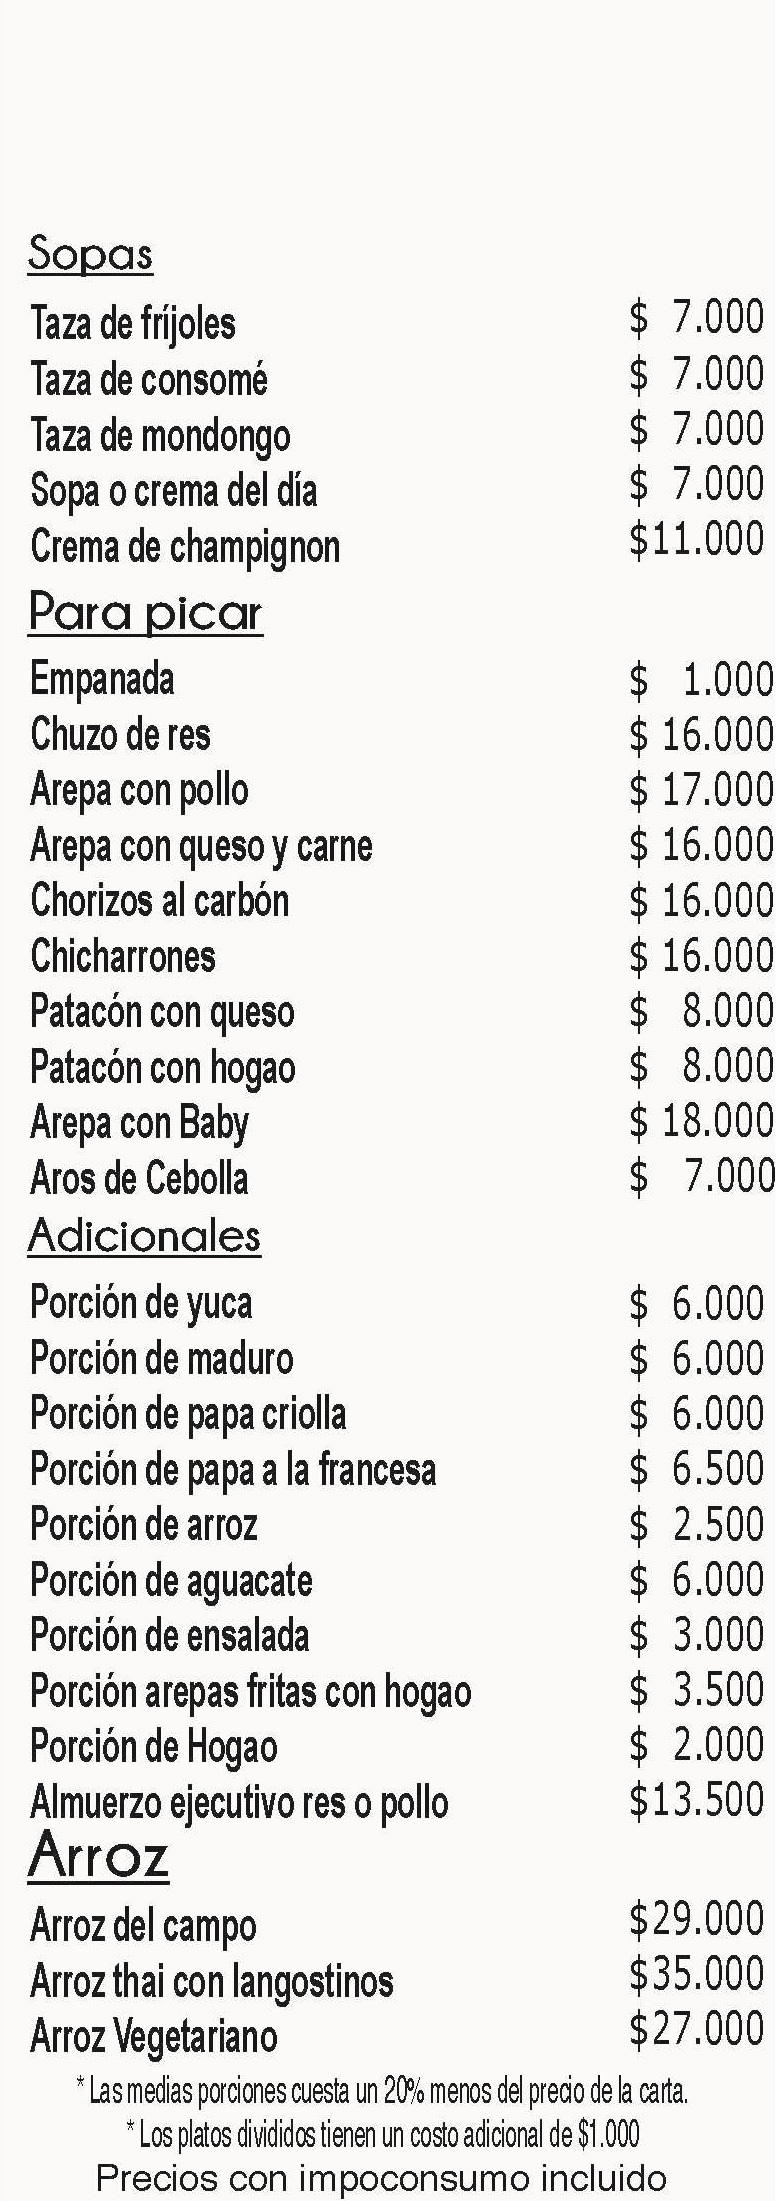 Sopas
Taza de fríjoles $ 7.000
Taza de consomé $ 7.000
Taza de mondongo $ 7.000
Sopa o crema del día $ 7.000
Crema de champignon $11.000
Para picar
Empanada $ 1.000
Chuzo de res $ 16.000
Arepa con pollo $ 17.000
Arepa con queso y carne $ 16.000
Chorizos al carbón $ 16.000
Chicharrones $ 16.000
Patacón con queso $ 8.000
Patacón con hogao $ 8.000
Arepa con Baby $ 18.000
Aros de Cebolla $ 7.000
Adicionales
Porción de yuca $ 6.000
Porción de maduro $ 6.000
Porción de papa criolla $ 6.000
Porción de papa a la francesa $ 6.500
Porción de arroz $ 2.500
Porción de aguacate $ 6.000
Porción de ensalada $ 3.000
Porción arepas fritas con hogao $ 3.500
Porción de Hogao $ 2.000
Almuerzo ejecutivo res o pollo $13.500
Arroz
Arroz del campo $29.000
Arroz thai con langostinos $35.000
Arroz Vegetariano $27.000
* Las medias porciones cuesta un 20% menos del precio de la carta.
* Los platos divididos tienen un costo adicional de $1.000
Precios con impoconsumo incluido